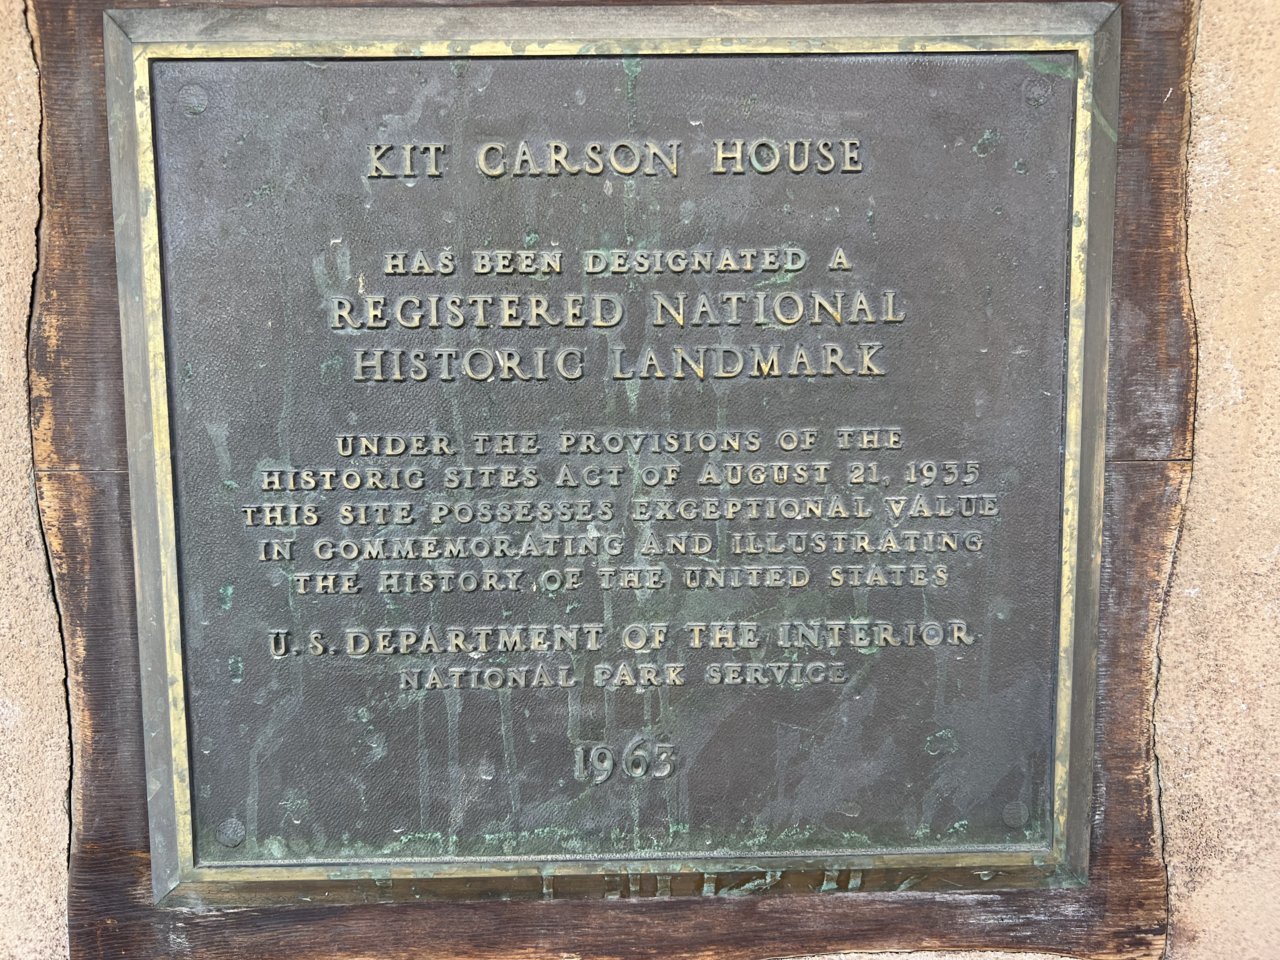 KIT CARSON HOUSE
HAS BEEN DESIGNATED A
REGISTERED NATIONAL
HISTORIC LANDMARK
UNDER THE PROVISIONS OF THE
HISTORIC SITES ACT OF AUGUST 21, 1935
THIS SITE POSSESSES EXCEPTIONAL VALUE
IN COMMEMORATING AND ILLUSTRATING
THE HISTORY OF THE UNITED STATES
U.S. DEPARTMENT OF THE INTERIOR
NATIONAL PARK SERVICE
1963